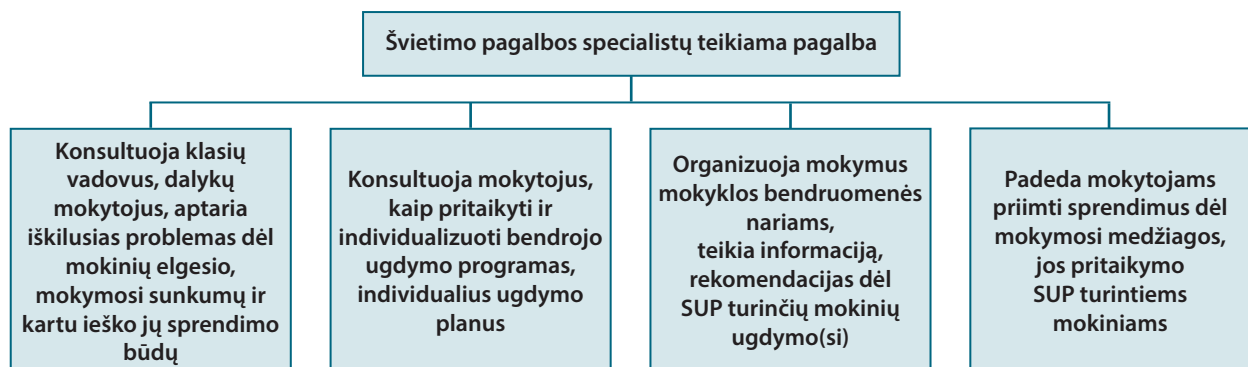 Švietimo pagalbos specialistų teikiama pagalba
Konsultuoja klasių
vadovus, dalykų
mokytojus, aptaria
iškilusias problemas dėl
mokinių elgesio,
mokymosi sunkumų ir
kartu ieško jų sprendimo
būdų
Konsultuoja mokytojus,
kaip pritaikyti ir
individualizuoti bendrojo
ugdymo programas,
individualius ugdymo
planus
Organizuoja mokymus
mokyklos bendruomenės
nariams,
teikia informaciją,
rekomendacijas dėl
SUP turinčių mokinių
ugdymo(si)
Padeda mokytojams
priimti sprendimus dėl
mokymosi medžiagos,
jos pritaikymo
SUP turintiems
mokiniams